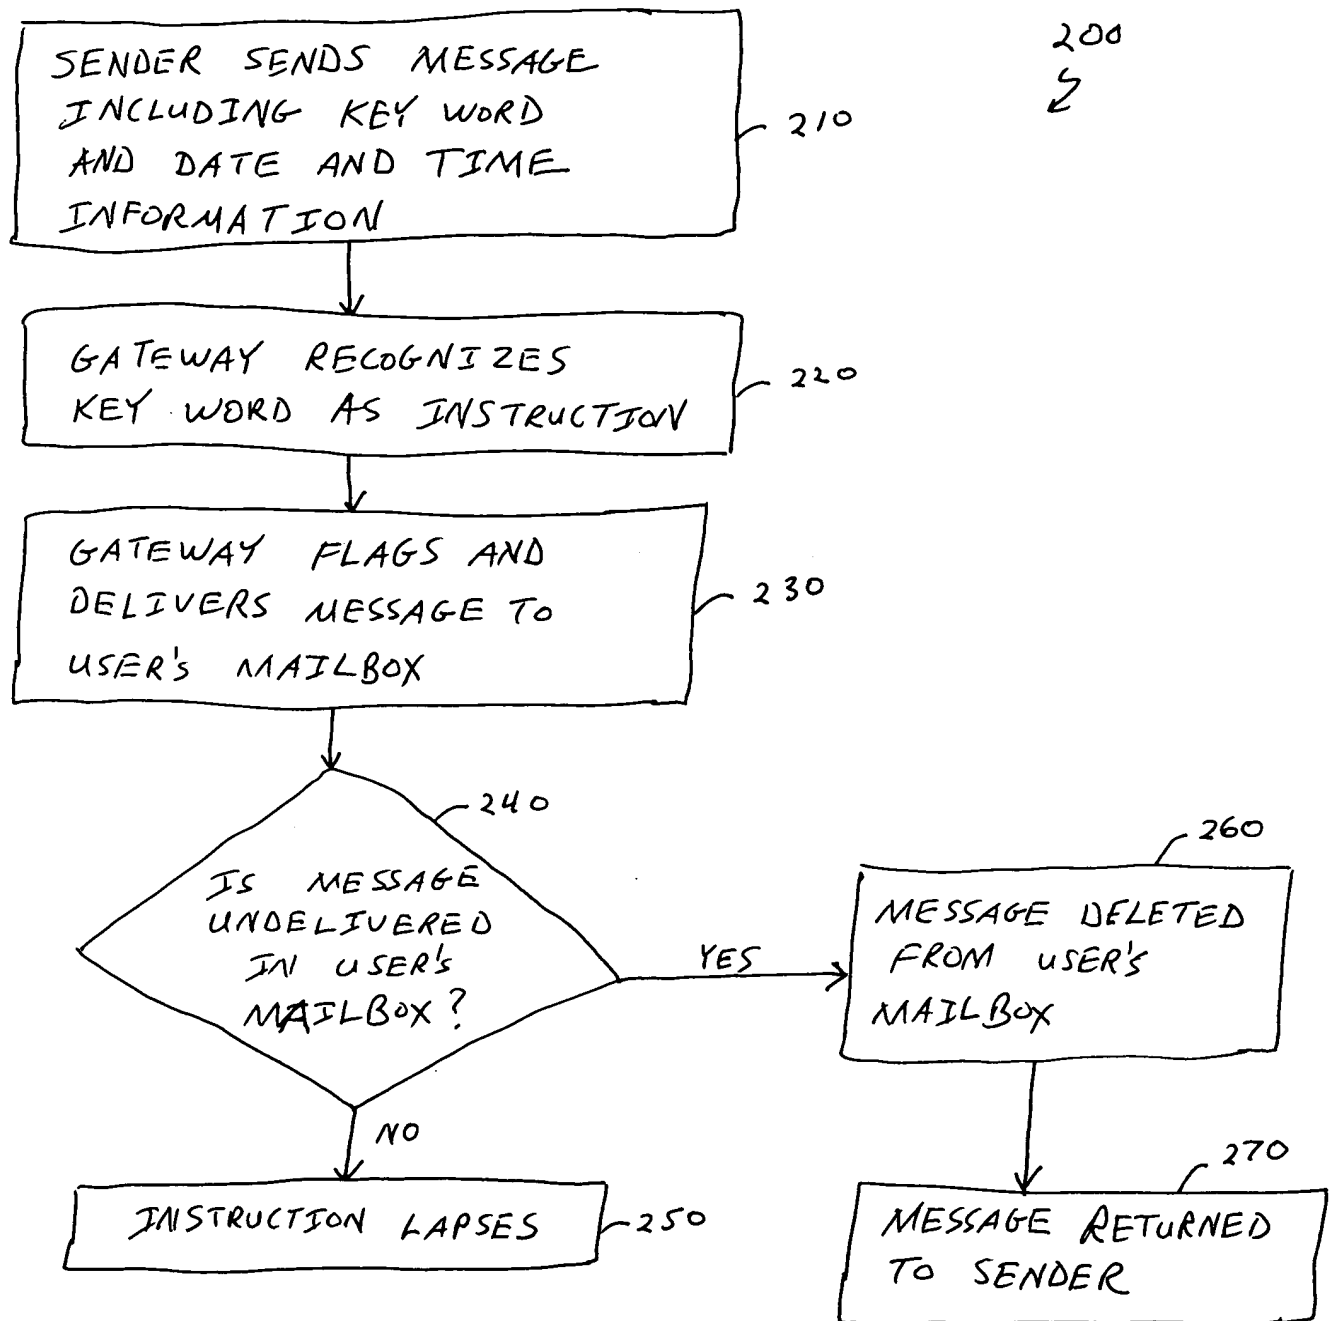 200
SENDER SENDS MESSAGE
INCLUDING KEY WORD
AND DATE AND TIME
INFORMATION
210
GATEWAY RECOGNIZES
KEY WORD AS INSTRUCTION
220
GATEWAY FLAGS AND
DELIVERS MESSAGE TO
USER'S MAILBOX
230
240
IS MESSAGE
UNDELIVERED
IN USER'S
MAILBOX?
YES
260
MESSAGE DELETED
FROM USER'S
MAILBOX
NO
INSTRUCTION LAPSES
250
270
MESSAGE RETURNED
TO SENDER